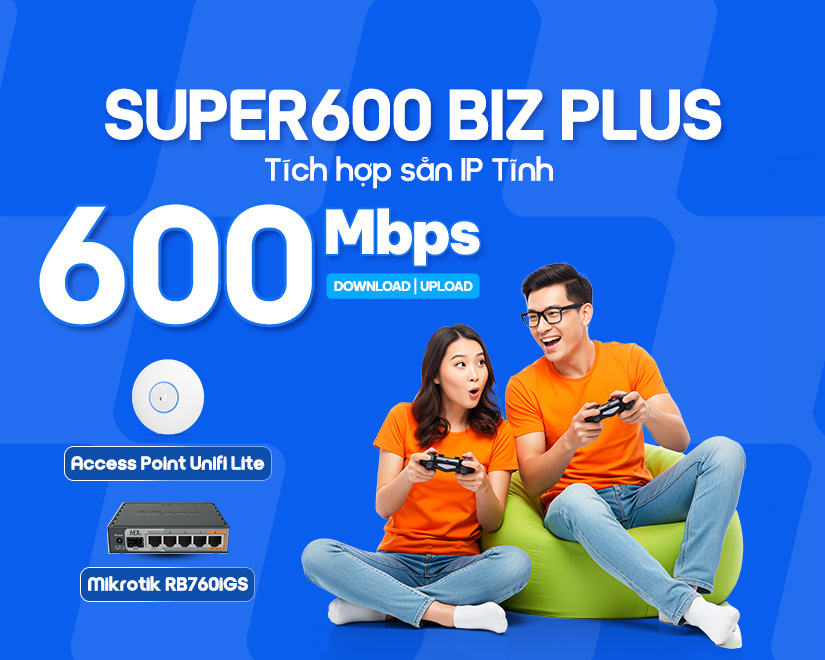 SUPER600 BIZ PLUS
Tích hợp sẵn IP Tĩnh
600 Mbps
DOWNLOAD | UPLOAD
Access Point Unifi Lite
Mikrotik RB760iGS